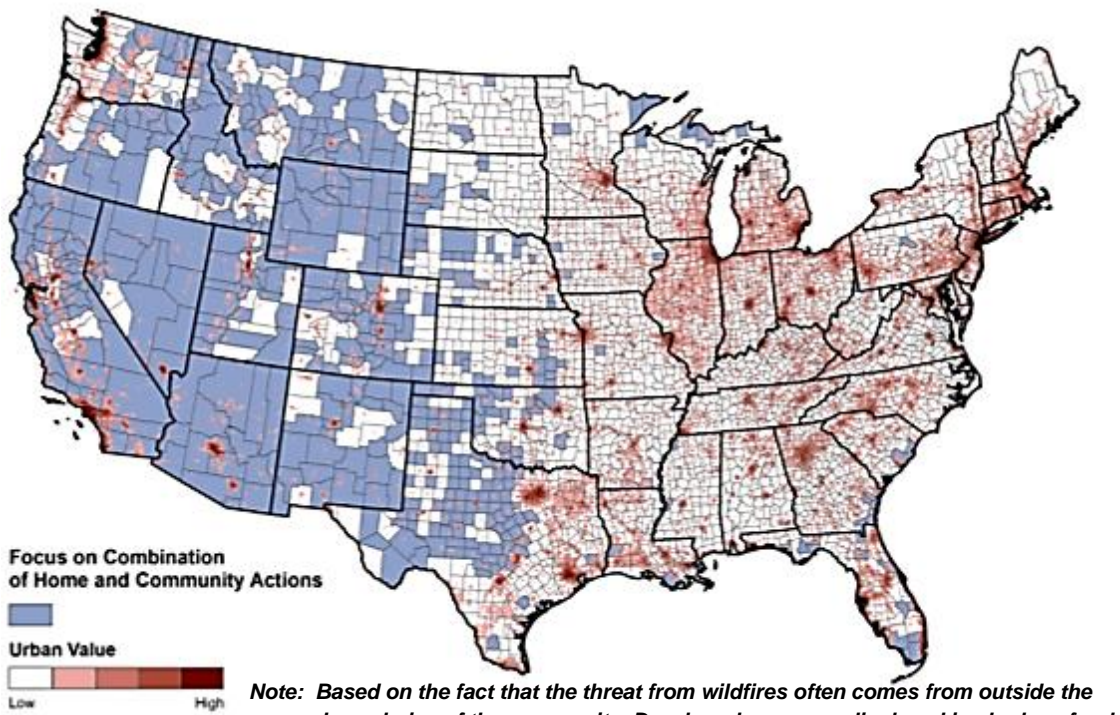 Focus on Combination
of Home and Community Actions
Urban Value
Low High
Note: Based on the fact that the threat from wildfires often comes from outside the